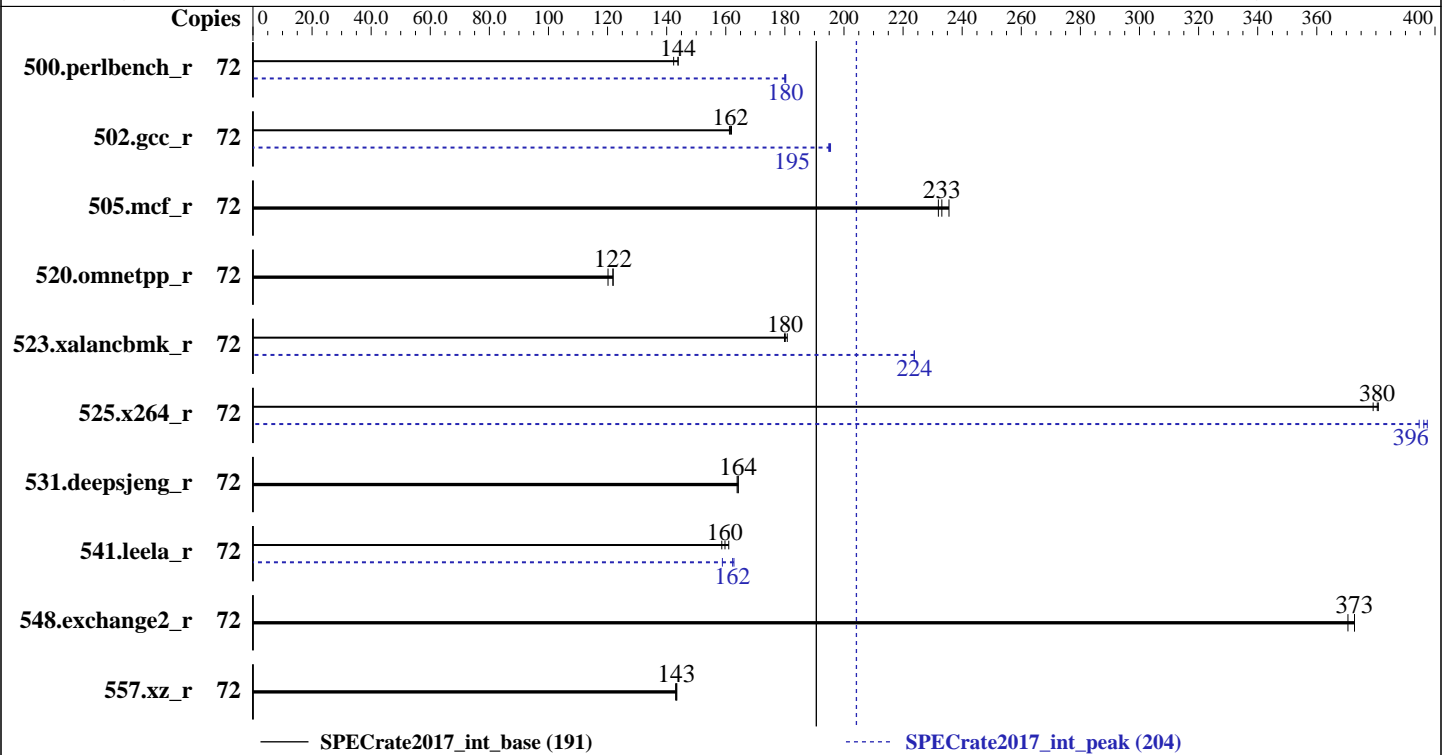 Copies 0 20.0 40.0 60.0 80.0 100 120 140 160 180 200 220 240 260 280 300 320 340 360 400
500.perlbench_r 72 144
180
502.gcc_r 72 162
195
505.mcf_r 72 233
520.omnetpp_r 72 122
523.xalancbmk_r 72 180
224
525.x264_r 72 380
396
531.deepsjeng_r 72 164
541.leela_r 72 160
162
548.exchange2_r 72 373
557.xz_r 72 143
SPECrate2017_int_base (191) SPECrate2017_int_peak (204)